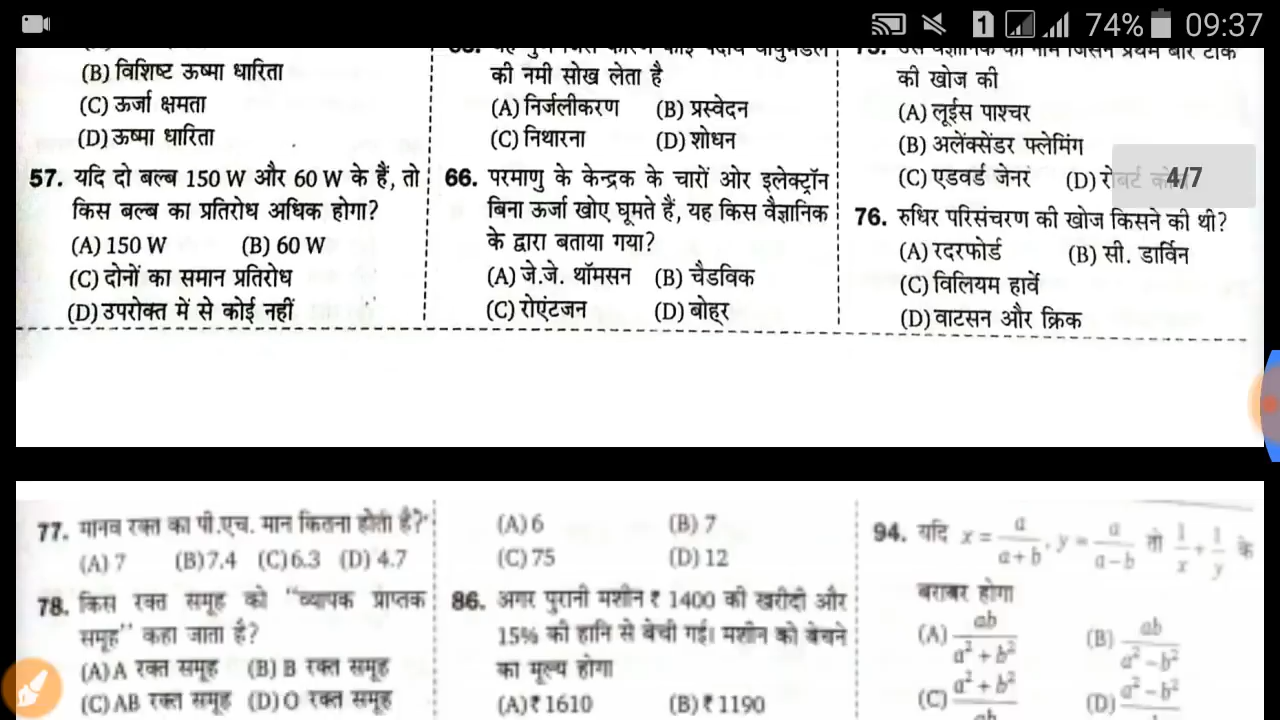 74% 09:37
(B) विशिष्ट ऊष्मा धारिता
(C) ऊर्जा क्षमता
(D) ऊष्मा धारिता
57. यदि दो बल्ब 150 W और 60 W के हैं, तो
किस बल्ब का प्रतिरोध अधिक होगा?
(A) 150 W (B) 60 W
(C) दोनों का समान प्रतिरोध
(D) उपरोक्त में से कोई नहीं
की नमी सोख लेता है
(A) निर्जलीकरण (B) प्रस्वेदन
(C) निथारना (D) शोधन
66. परमाणु के केन्द्रक के चारों ओर इलेक्ट्रॉन
बिना ऊर्जा खोए घूमते हैं, यह किस वैज्ञानिक
के द्वारा बताया गया?
(A) जे.जे. थॉमसन (B) चैडविक
(C) रोएंटजन (D) बोह्र
की खोज की
(A) लूईस पाश्चर
(B) अलेंक्सेंडर फ्लेमिंग
(C) एडवर्ड जेनर (D)
4/7
76. रुधिर परिसंचरण की खोज किसने की थी?
(A) रदरफोर्ड (B) सी. डार्विन
(C) विलियम हार्वे
(D) वाटसन और क्रिक
77. मानव रक्त का पी.एच. मान कितना होती है?
(A) 7 (B) 7.4 (C) 6.3 (D) 4.7
78. किस रक्त समूह को "व्यापक प्राप्तक
समूह" कहा जाता है?
(A) A रक्त समूह (B) B रक्त समूह
(C) AB रक्त समूह (D) O रक्त समूह
(A) 6 (B) 7
(C) 75 (D) 12
86. अगर पुरानी मशीन ₹ 1400 की खरीदी और
15% की हानि से बेची गई। मशीन को बेचने
का मूल्य होगा
(A) ₹ 1610 (B) ₹ 1190
94. यदि x = a/(a+b), y = a/(a−b) तो 1/x + 1/y के
बराबर होगा
(A) ab/(a² + b²) (B) ab/(a² − b²)
(C) (a² + b²)/ab (D) a² − b²